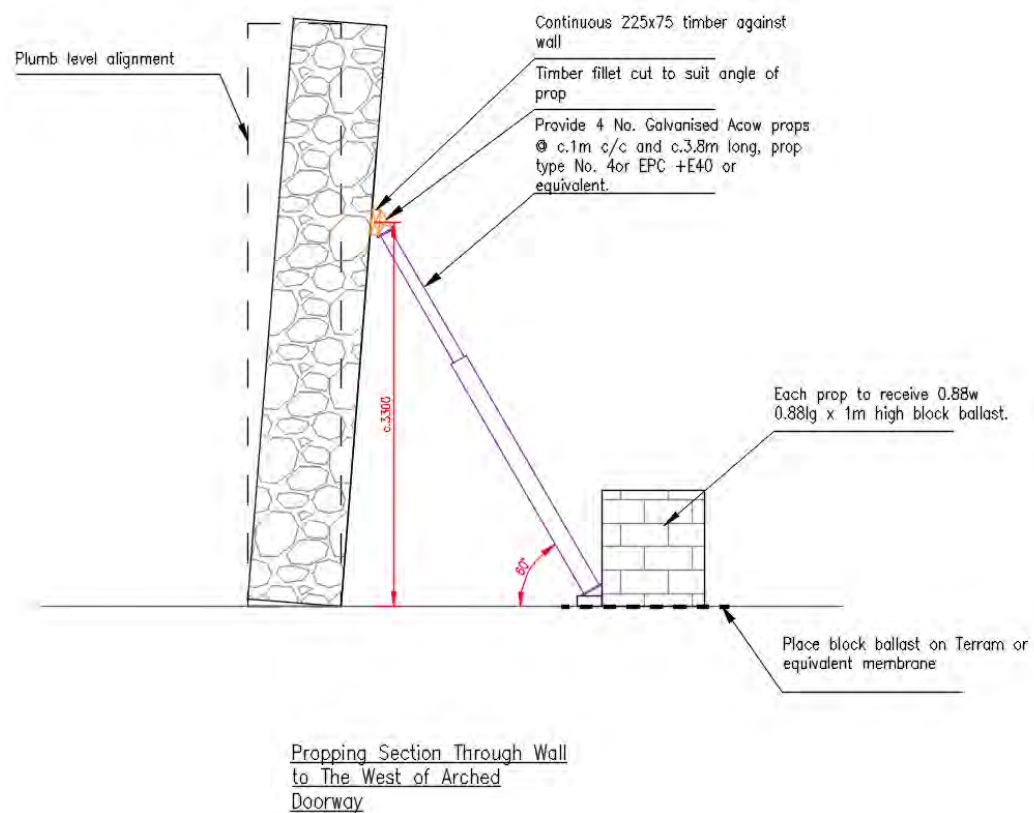 Continuous 225x75 timber against
wall
Plumb level alignment
Timber fillet cut to suit angle of
prop
Provide 4 No. Galvanised Acow props
@ c.1m c/c and c.3.8m long, prop
type No. 4or EPC +E40 or
equivalent.
c.3300
Each prop to receive 0.88w
0.88lg x 1m high block ballast.
60°
Place block ballast on Terram or
equivalent membrane
Propping Section Through Wall
to The West of Arched
Doorway